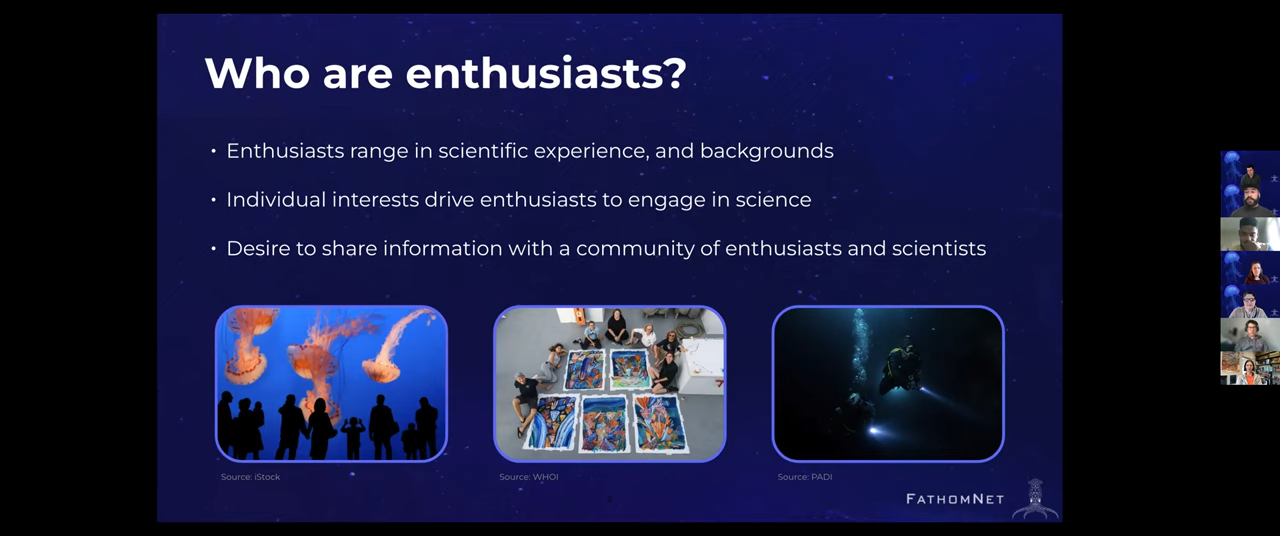 Who are enthusiasts?
• Enthusiasts range in scientific experience, and backgrounds
• Individual interests drive enthusiasts to engage in science
• Desire to share information with a community of enthusiasts and scientists
Source: iStock
Source: WHOI
Source: PADI
FATHOMNET